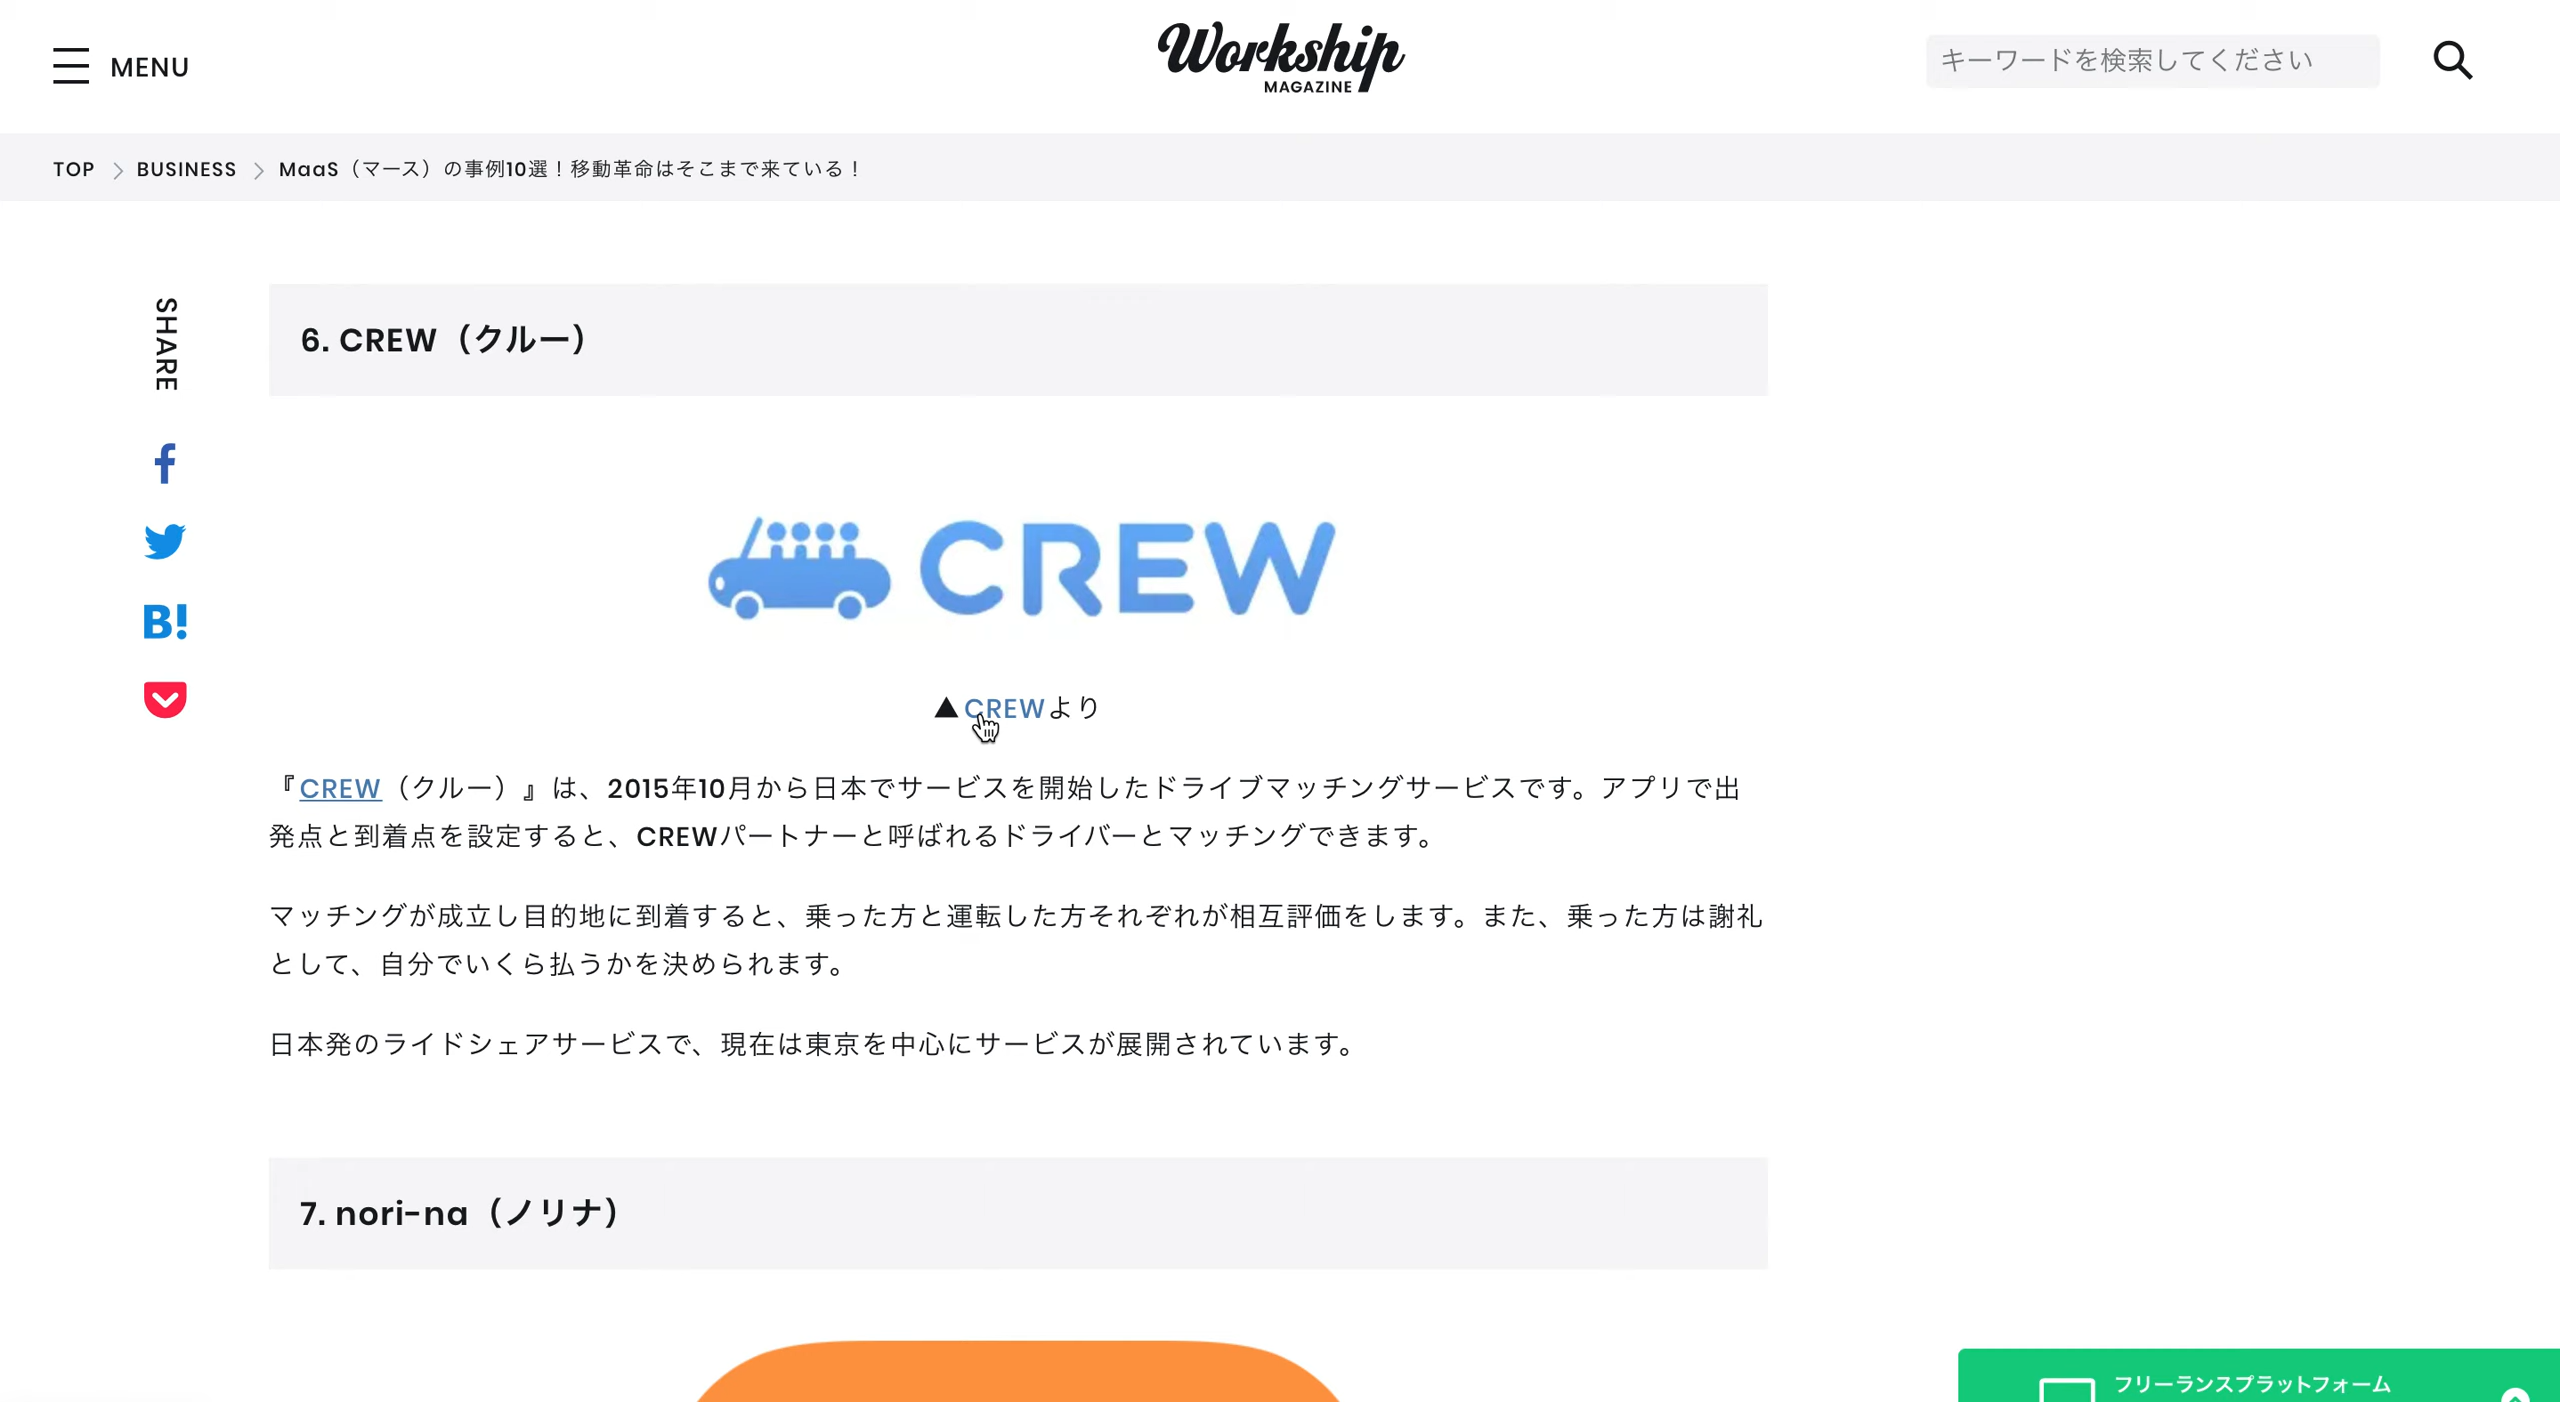 MENU
Workship
MAGAZINE
キーワードを検索してください
TOP > BUSINESS > MaaS（マース）の事例10選！移動革命はそこまで来ている！
SHARE
6. CREW（クルー）
B!
CREW
▲CREWより
『CREW（クルー）』は、2015年10月から日本でサービスを開始したドライブマッチングサービスです。アプリで出
発点と到着点を設定すると、CREWパートナーと呼ばれるドライバーとマッチングできます。
マッチングが成立し目的地に到着すると、乗った方と運転した方それぞれが相互評価をします。また、乗った方は謝礼
として、自分でいくら払うかを決められます。
日本発のライドシェアサービスで、現在は東京を中心にサービスが展開されています。
7. nori-na（ノリナ）
フリーランスプラットフォーム